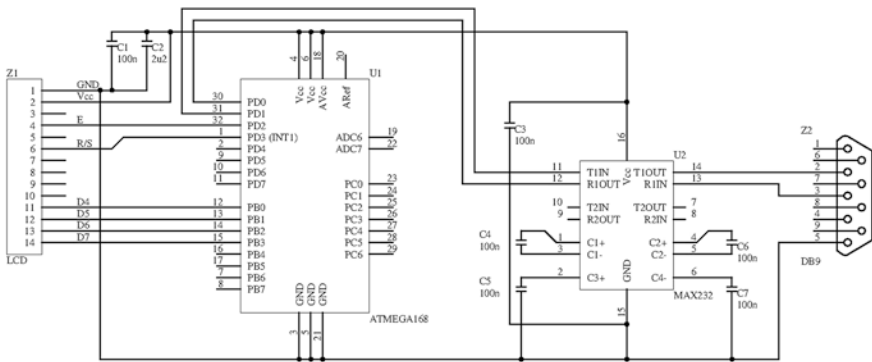 Z1
1
2
3
4
5
6
7
8
9
10
11
12
13
14
LCD
GND
Vcc
E
R/S
D4
D5
D6
D7
C1
100n
C2
2u2
U1
4
6
18
20
Vcc
Vcc
AVcc
ARef
30 PD0
31 PD1
32 PD2
1 PD3 (INT1)
2 PD4
9 PD5
10 PD6
11 PD7
12 PB0
13 PB1
14 PB2
15 PB3
16 PB4
17 PB5
7 PB6
8 PB7
ADC6 19
ADC7 22
PC0 23
PC1 24
PC2 25
PC3 26
PC4 27
PC5 28
PC6 29
GND
GND
GND
3
5
21
ATMEGA168
C3
100n
16
U2
Vcc
11 T1IN
12 R1OUT
10 T2IN
9 R2OUT
1 C1+
3 C1-
2 C3+
T1OUT 14
R1IN 13
T2OUT 7
R2IN 8
C2+ 4
C2- 5
C4- 6
GND
15
MAX232
C4
100n
C5
100n
C6
100n
C7
100n
Z2
1
6
2
7
3
8
4
9
5
DB9